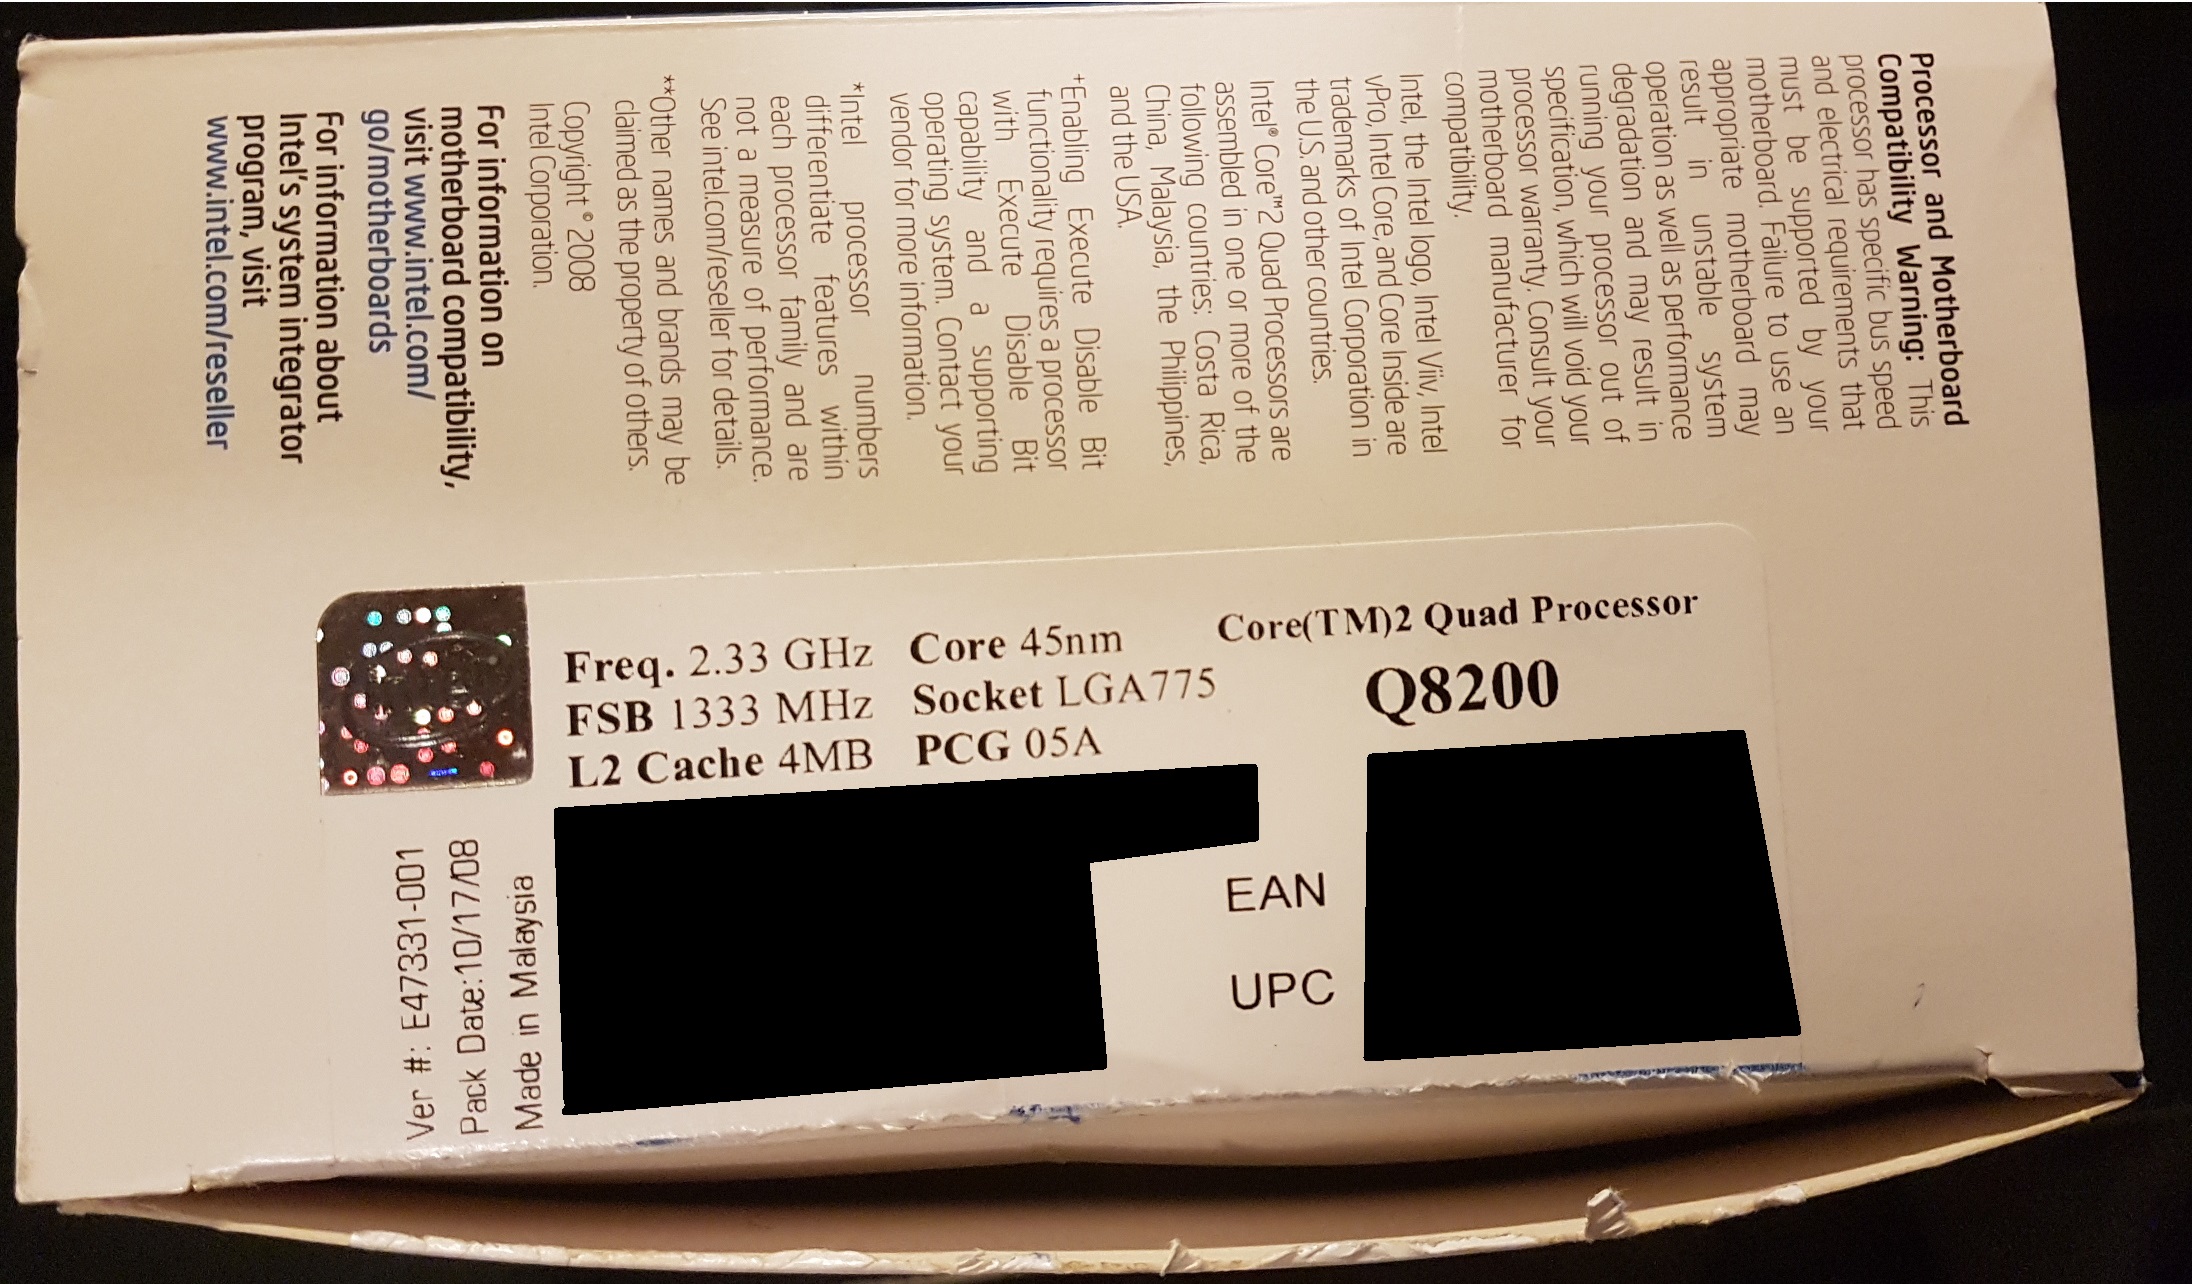 Processor and Motherboard
Compatibility Warning: This
processor has specific bus speed
and electrical requirements that
must be supported by your
motherboard. Failure to use an
appropriate motherboard may
result in unstable system
operation as well as performance
degradation and may result in
running your processor out of
specification, which will void your
processor warranty. Consult your
motherboard manufacturer for
compatibility.
Intel, the Intel logo, Intel Viiv, Intel
vPro, Intel Core, and Core Inside are
trademarks of Intel Corporation in
the U.S. and other countries.
Intel® Core™2 Quad Processors are
assembled in one or more of the
following countries: Costa Rica,
China, Malaysia, the Philippines,
and the USA.
+Enabling Execute Disable Bit
functionality requires a processor
with Execute Disable Bit
capability and a supporting
operating system. Contact your
vendor for more information.
*Intel processor numbers
differentiate features within
each processor family and are
not a measure of performance.
See intel.com/reseller for details.
**Other names and brands may be
claimed as the property of others.
Copyright © 2008
Intel Corporation.
For information on
motherboard compatibility,
visit www.intel.com/
go/motherboards
For information about
Intel's system integrator
program, visit
www.intel.com/reseller
Freq. 2.33 GHz Core 45nm
FSB 1333 MHz Socket LGA775
L2 Cache 4MB PCG 05A
Core(TM)2 Quad Processor
Q8200
EAN
UPC
Ver #: E47331-001
Pack Date:10/17/08
Made in Malaysia